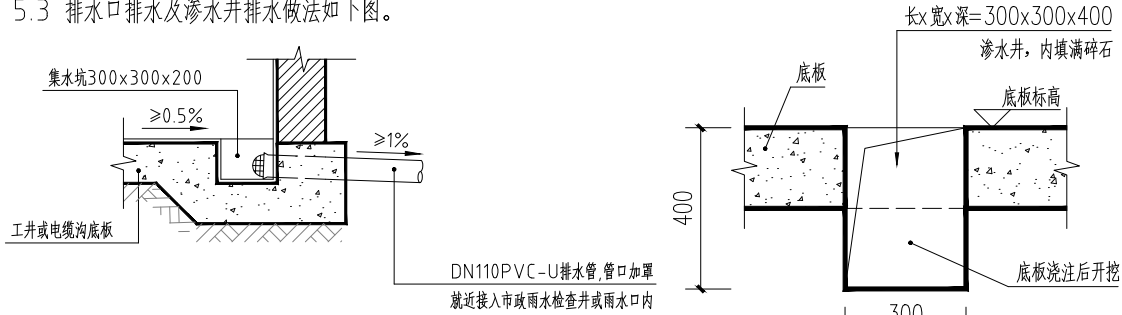 5.3 排水口排水及渗水井排水做法如下图。
集水坑300x300x200
≥0.5%
≥1%
工井或电缆沟底板
DN110PVC-U排水管,管口加罩
就近接入市政雨水检查井或雨水口内
长x宽x深=300x300x400
渗水井，内填满碎石
底板
底板标高
400
底板浇注后开挖
300